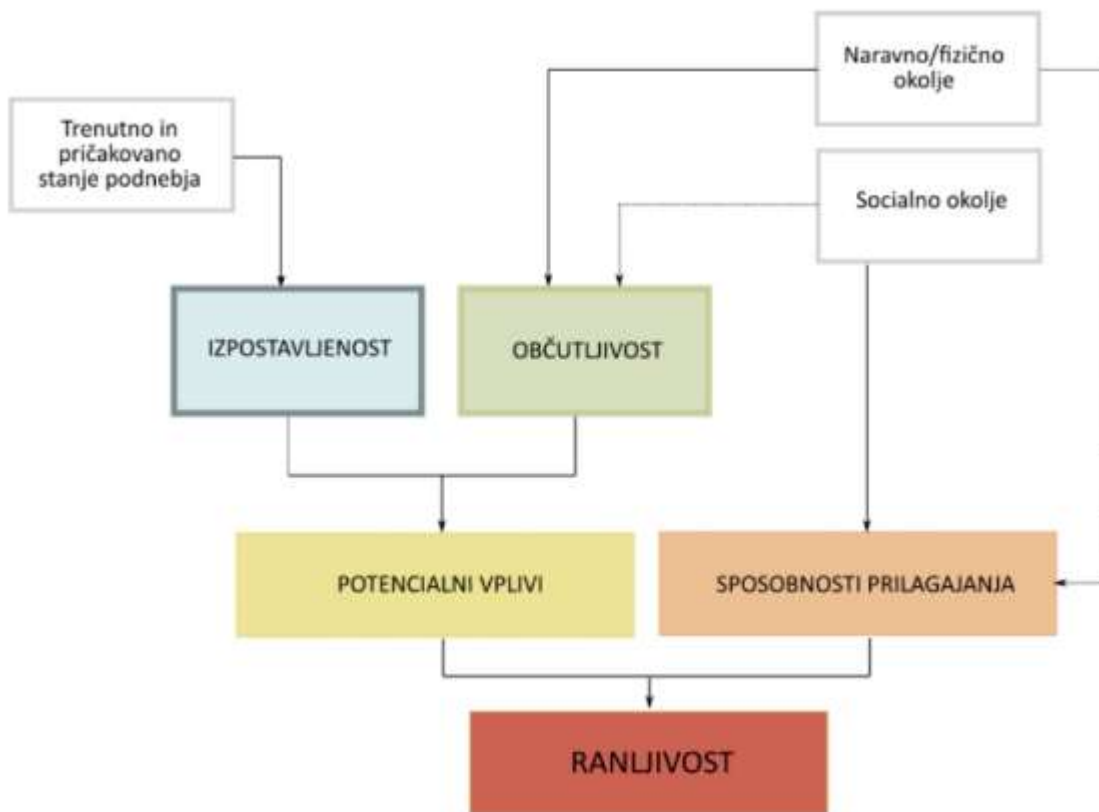 Naravno/fizično
okolje
Trenutno in
pričakovano
stanje podnebja
Socialno okolje
IZPOSTAVLJENOST
OBČUTLJIVOST
POTENCIALNI VPLIVI
SPOSOBNOSTI PRILAGAJANJA
RANLJIVOST